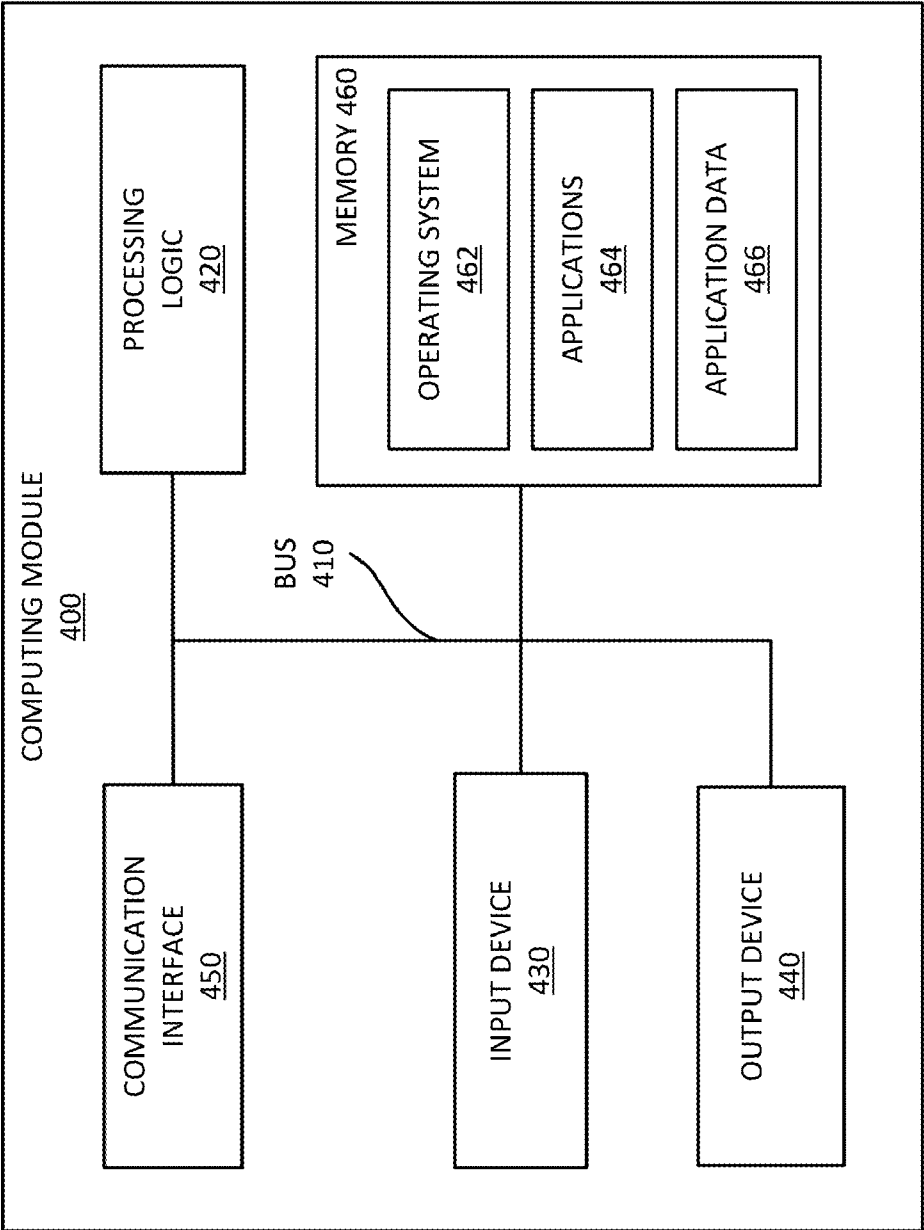 COMPUTING MODULE
400
COMMUNICATION
INTERFACE
450
PROCESSING
LOGIC
420
BUS
410
MEMORY 460
OPERATING SYSTEM
462
APPLICATIONS
464
APPLICATION DATA
466
INPUT DEVICE
430
OUTPUT DEVICE
440